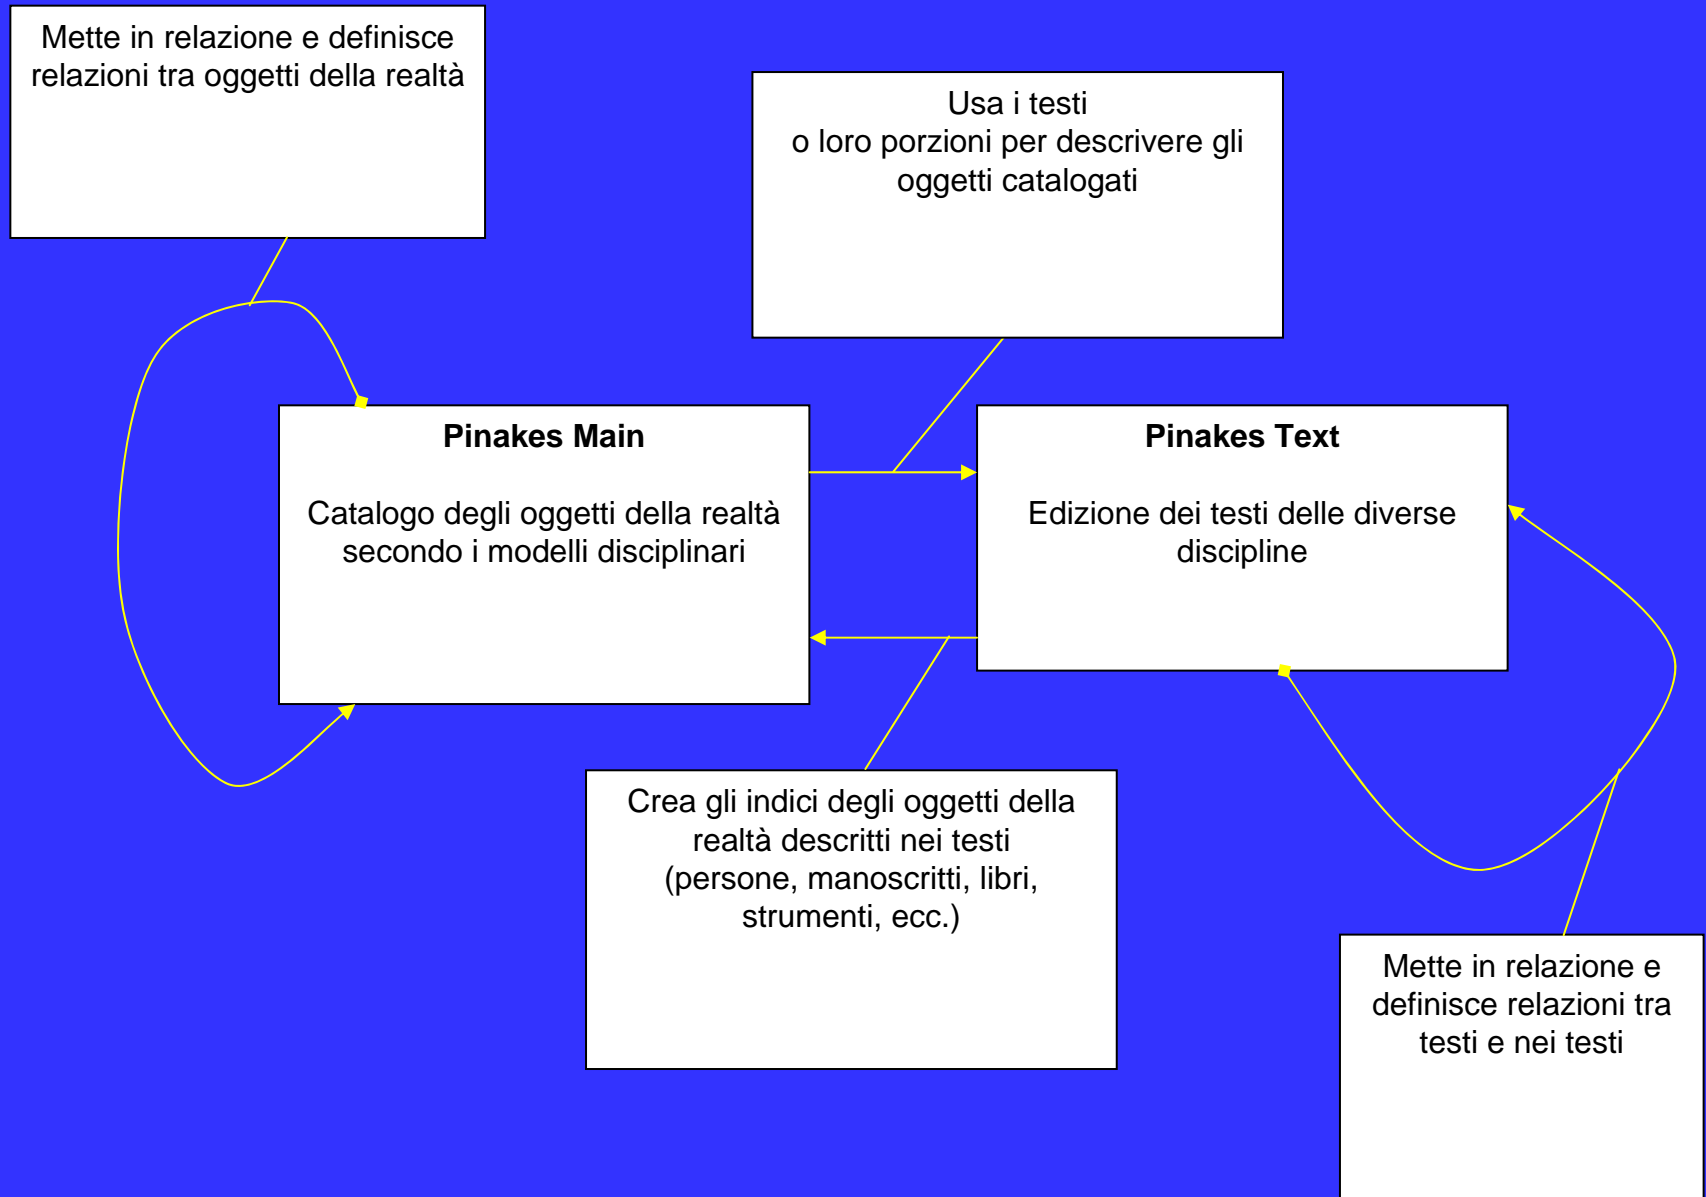 Mette in relazione e definisce
relazioni tra oggetti della realtà
Usa i testi
o loro porzioni per descrivere gli
oggetti catalogati
Pinakes Main
Catalogo degli oggetti della realtà
secondo i modelli disciplinari
Pinakes Text
Edizione dei testi delle diverse
discipline
Crea gli indici degli oggetti della
realtà descritti nei testi
(persone, manoscritti, libri,
strumenti, ecc.)
Mette in relazione e
definisce relazioni tra
testi e nei testi